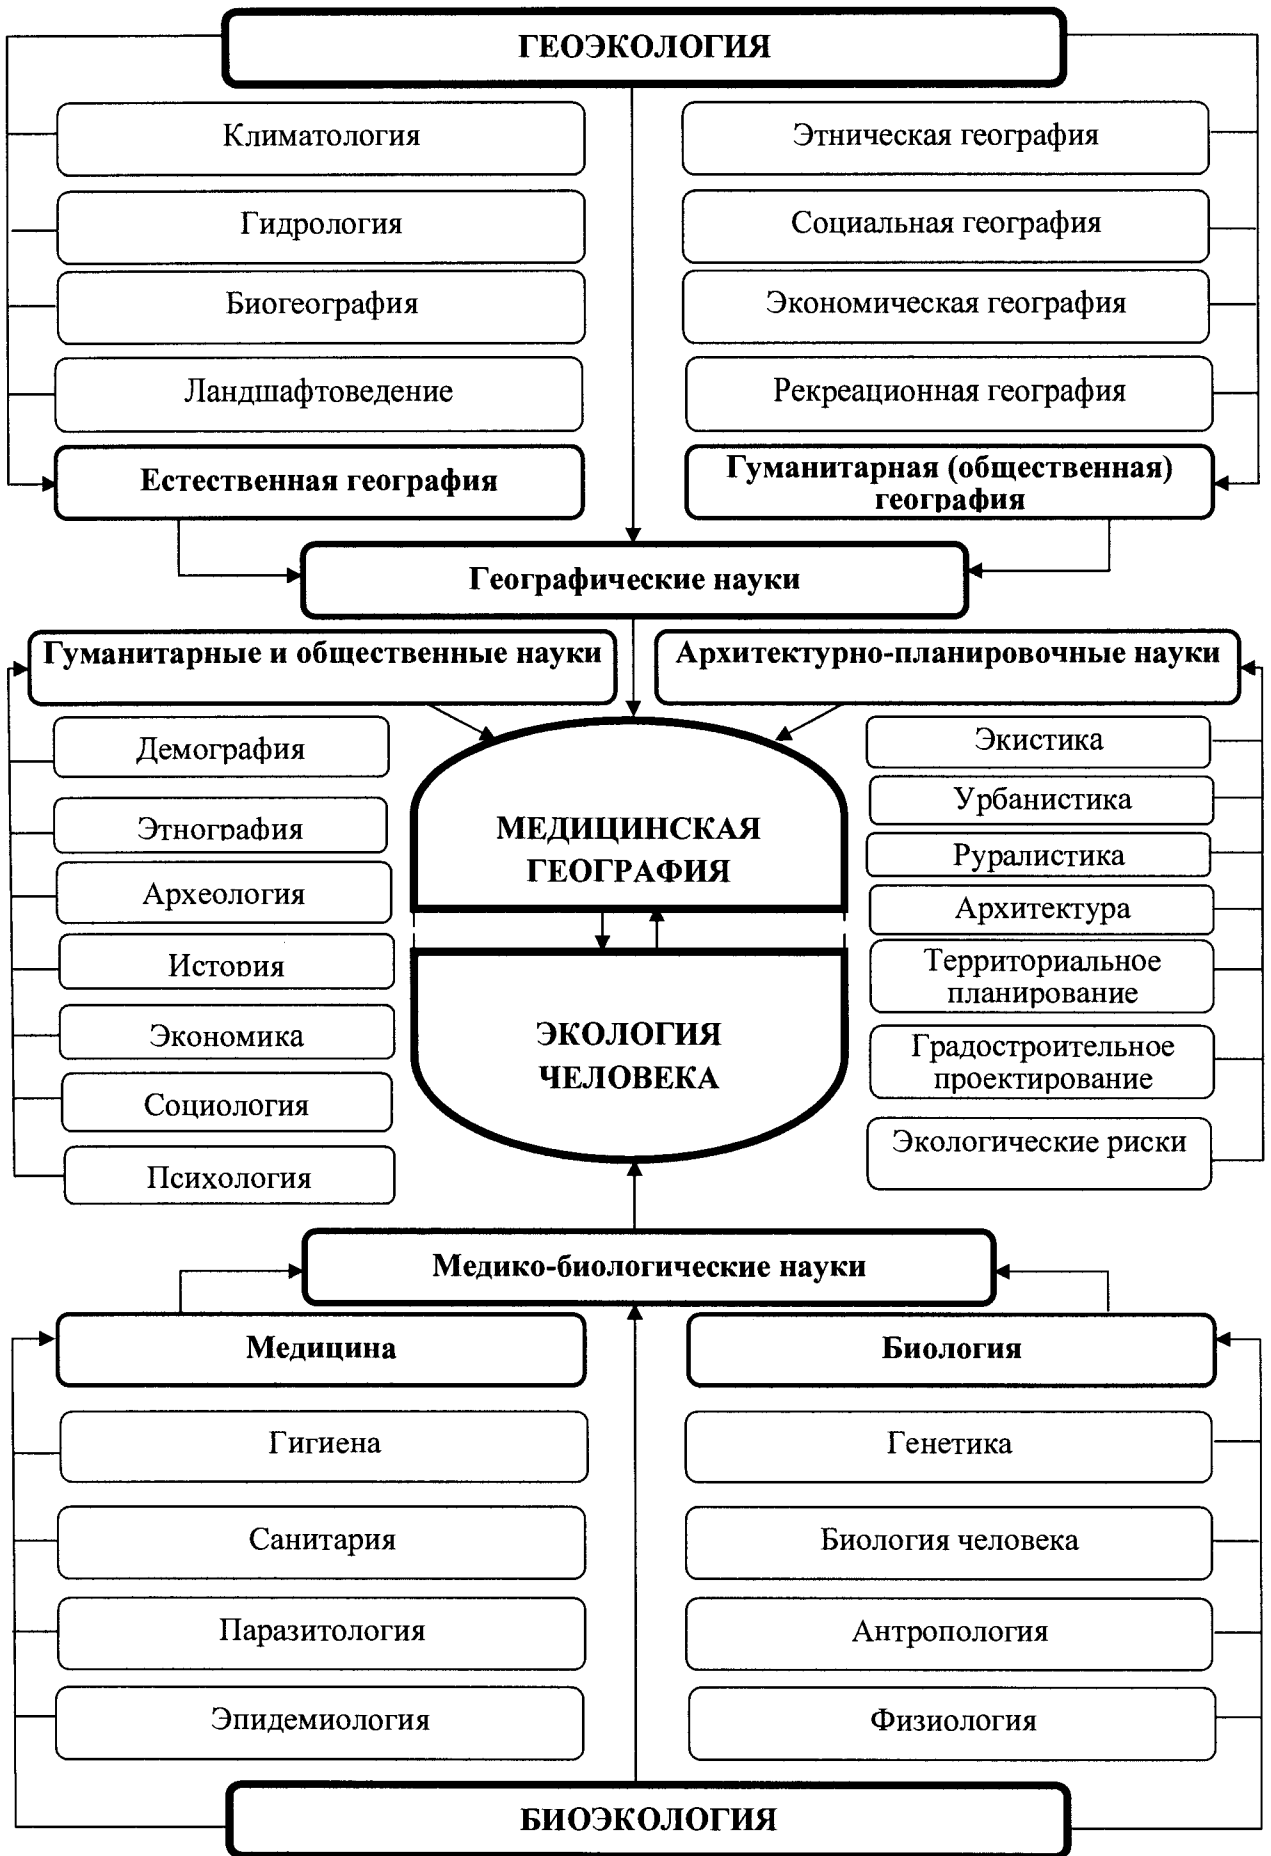 ГЕОЭКОЛОГИЯ
Климатология
Гидрология
Биогеография
Ландшафтоведение
Естественная география
Этническая география
Социальная география
Экономическая география
Рекреационная география
Гуманитарная (общественная)
география
Географические науки
Гуманитарные и общественные науки
Архитектурно-планировочные науки
Демография
Этнография
Археология
История
Экономика
Социология
Психология
МЕДИЦИНСКАЯ
ГЕОГРАФИЯ
ЭКОЛОГИЯ
ЧЕЛОВЕКА
Экистика
Урбанистика
Руралистика
Архитектура
Территориальное
планирование
Градостроительное
проектирование
Экологические риски
Медико-биологические науки
Медицина
Гигиена
Санитария
Паразитология
Эпидемиология
Биология
Генетика
Биология человека
Антропология
Физиология
БИОЭКОЛОГИЯ